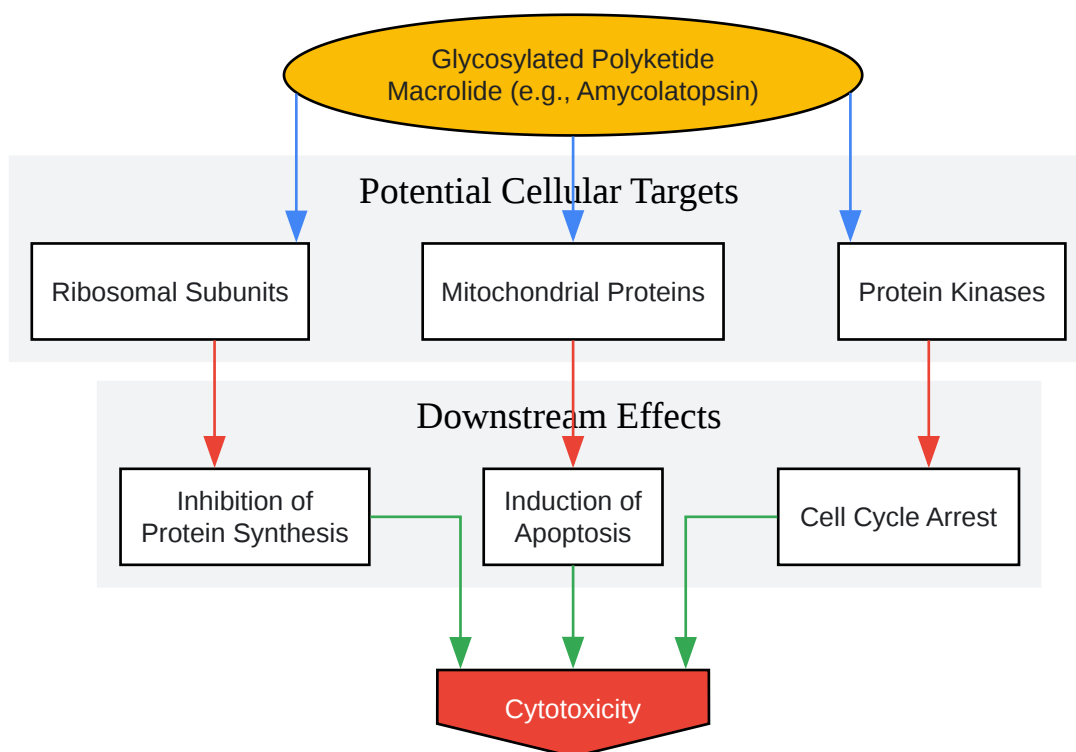 Glycosylated Polyketide
Macrolide (e.g., Amycolatopsin)
Potential Cellular Targets
Ribosomal Subunits
Mitochondrial Proteins
Protein Kinases
Downstream Effects
Inhibition of
Protein Synthesis
Induction of
Apoptosis
Cell Cycle Arrest
Cytotoxicity